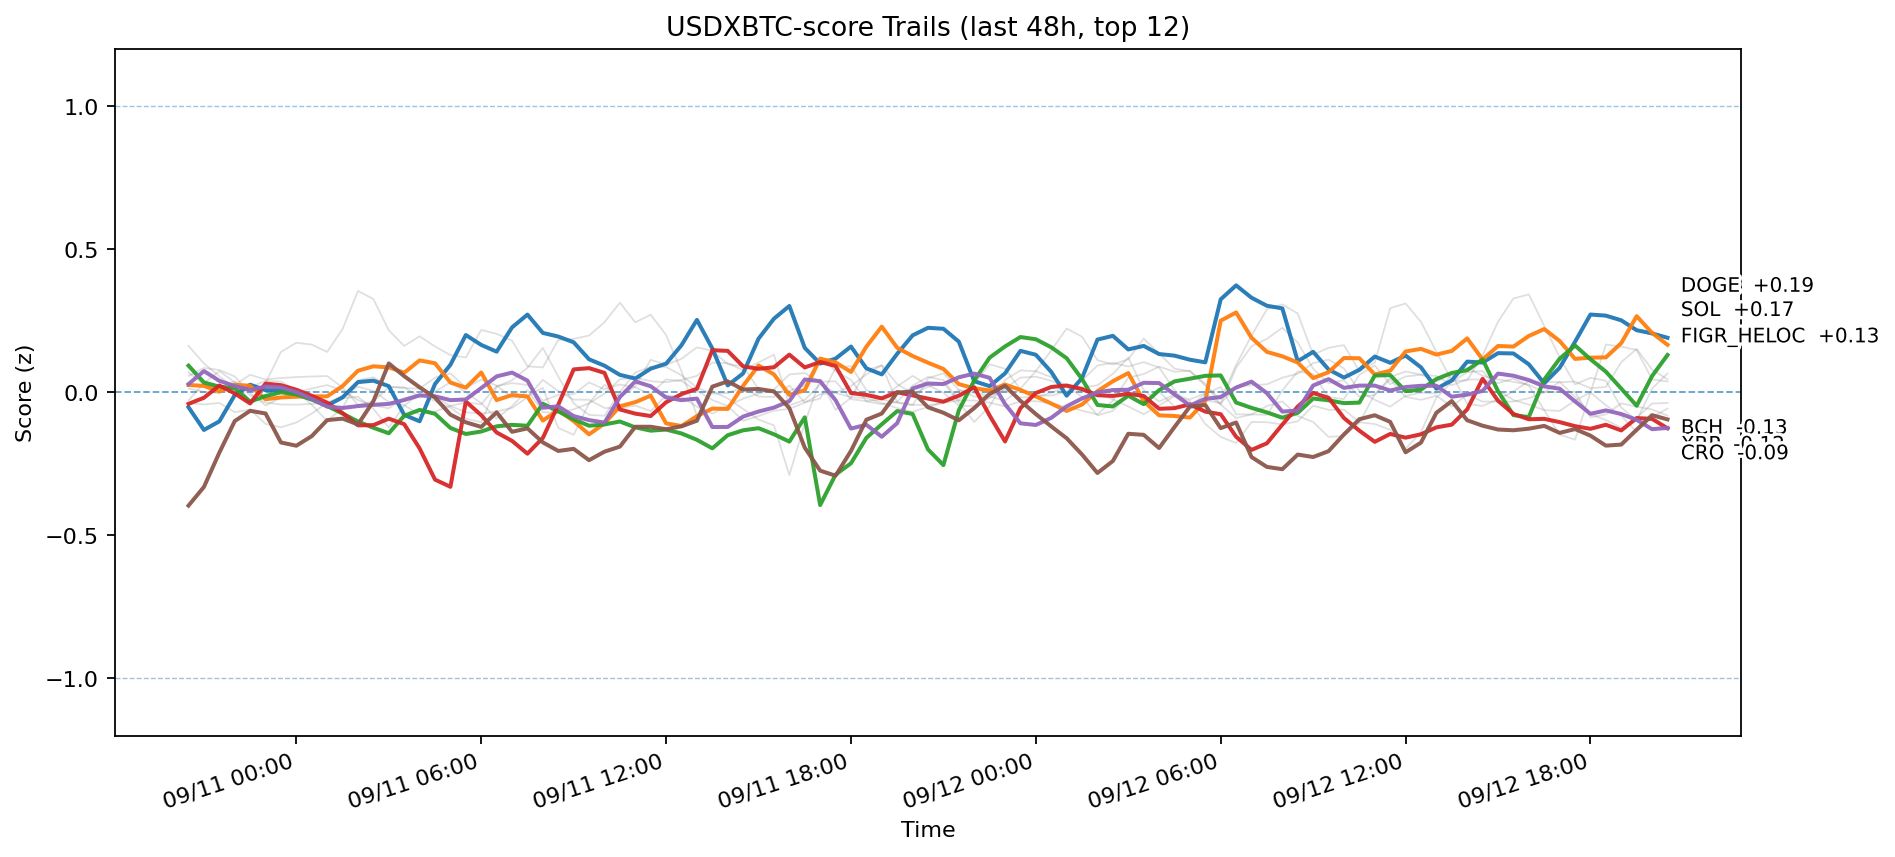 USDXBTC-score Trails (last 48h, top 12)
1.0
0.5
0.0
−0.5
−1.0
Score (z)
DOGE +0.19
SOL +0.17
FIGR_HELOC +0.13
BCH -0.13
CRO -0.09
09/11 00:00
09/11 06:00
09/11 12:00
09/11 18:00
09/12 00:00
09/12 06:00
09/12 12:00
09/12 18:00
Time